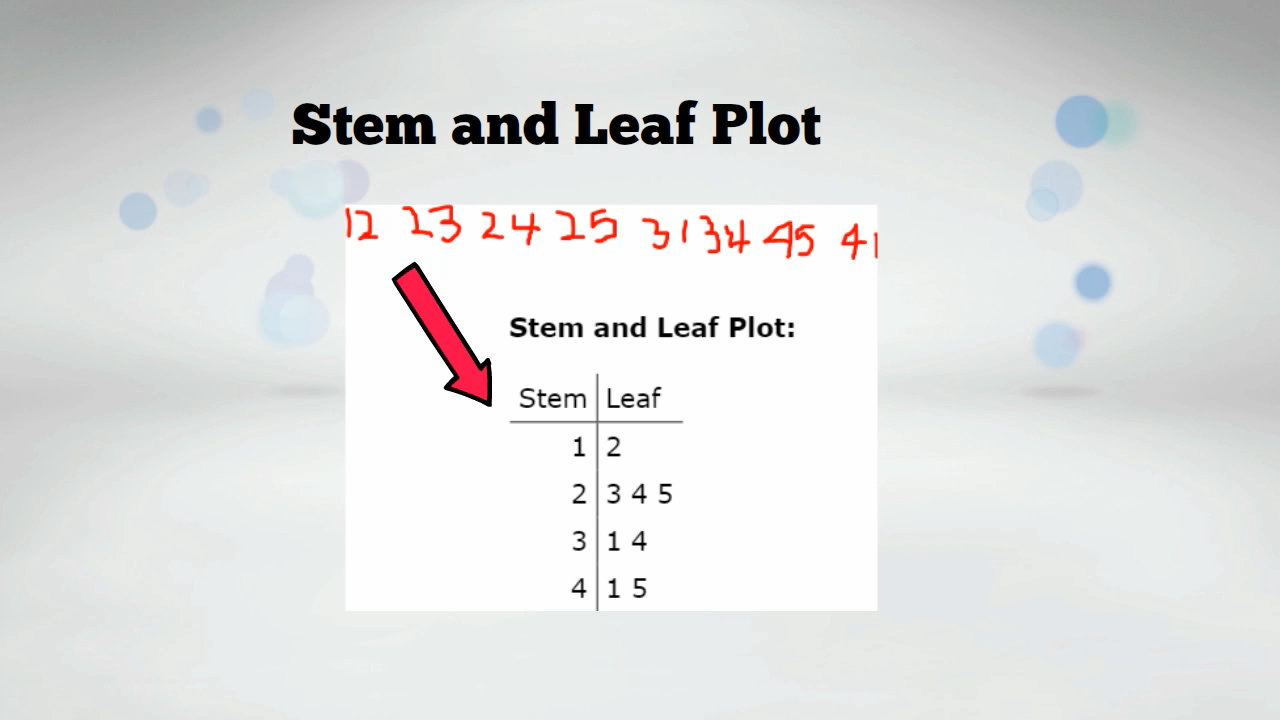 Stem and Leaf Plot
12 23 24 25 31 34 45 41
Stem and Leaf Plot:
Stem Leaf
1 2
2 3 4 5
3 1 4
4 1 5